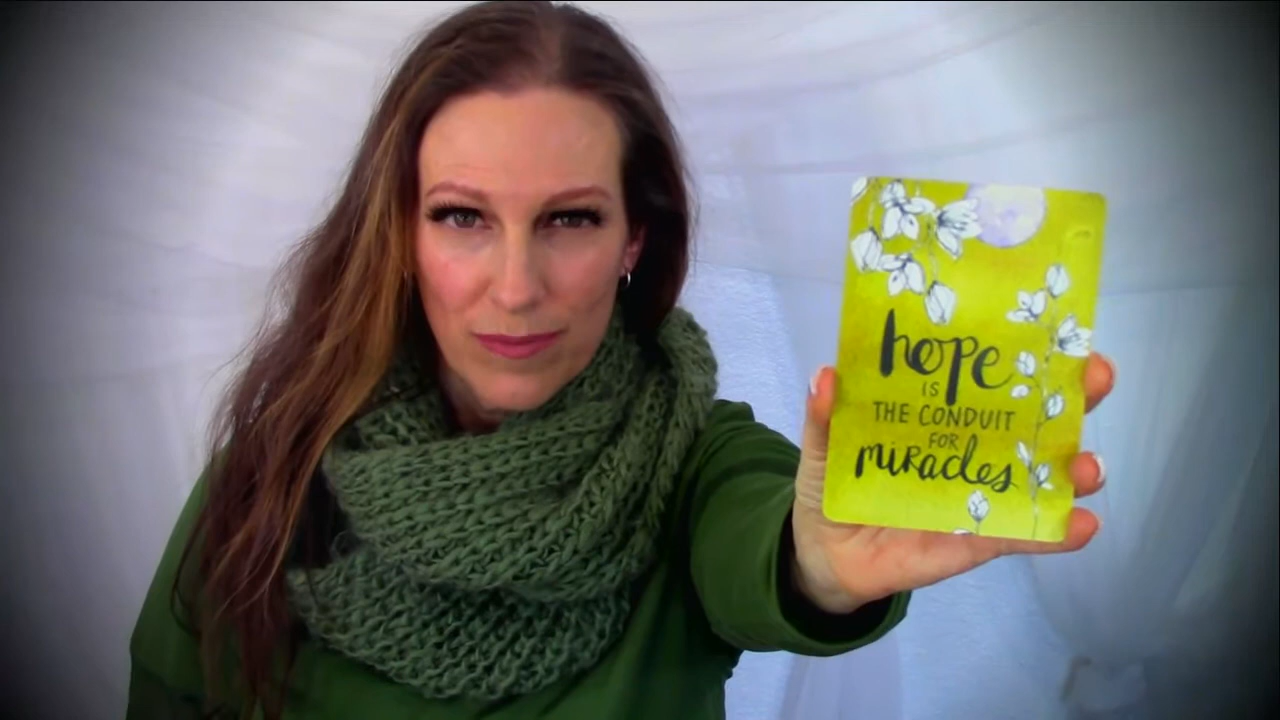 hope
IS
THE CONDUIT
FOR
miRacles